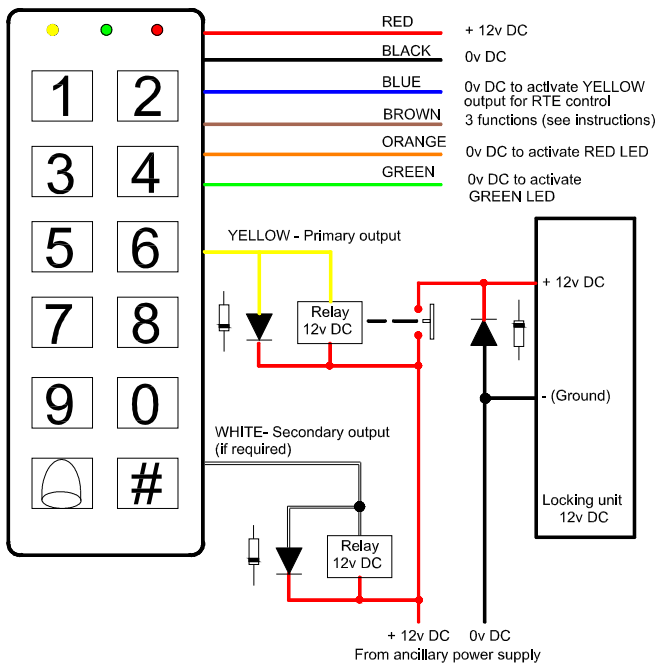 RED
+ 12v DC
BLACK
0v DC
1 2
BLUE
0v DC to activate YELLOW
output for RTE control
BROWN
3 functions (see instructions)
ORANGE
0v DC to activate RED LED
3 4
GREEN
0v DC to activate
GREEN LED
5 6
YELLOW - Primary output
+ 12v DC
7 8
Relay
12v DC
9 0
- (Ground)
WHITE- Secondary output
(if required)
#
Locking unit
12v DC
Relay
12v DC
+ 12v DC
0v DC
From ancillary power supply